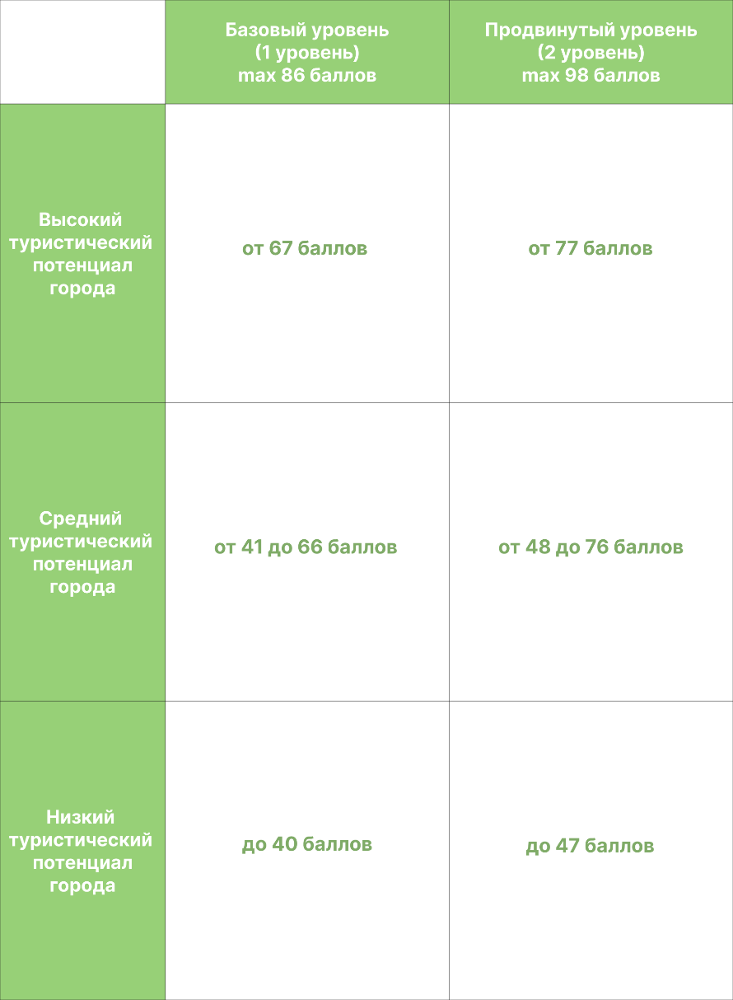 Базовый уровень
(1 уровень)
max 86 баллов
Продвинутый уровень
(2 уровень)
max 98 баллов
Высокий
туристический
потенциал
города
от 67 баллов
от 77 баллов
Средний
туристический
потенциал
города
от 41 до 66 баллов
от 48 до 76 баллов
Низкий
туристический
потенциал
города
до 40 баллов
до 47 баллов